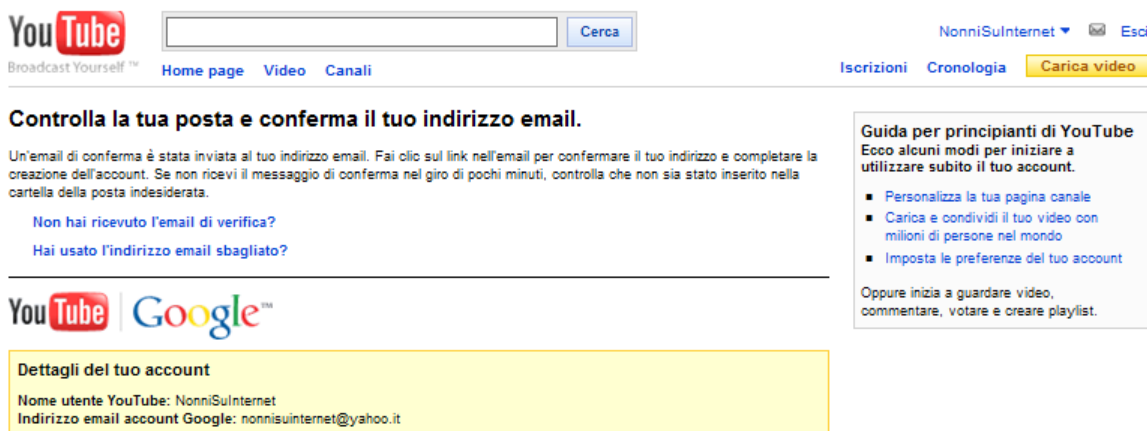 You Tube
Broadcast Yourself ™
Cerca
NonniSuInternet ▼ Esci
Home page Video Canali
Iscrizioni Cronologia Carica video
Controlla la tua posta e conferma il tuo indirizzo email.
Un'email di conferma è stata inviata al tuo indirizzo email. Fai clic sul link nell'email per confermare il tuo indirizzo e completare la
creazione dell'account. Se non ricevi il messaggio di conferma nel giro di pochi minuti, controlla che non sia stato inserito nella
cartella della posta indesiderata.
Non hai ricevuto l'email di verifica?
Hai usato l'indirizzo email sbagliato?
You Tube Google™
Dettagli del tuo account
Nome utente YouTube: NonniSuInternet
Indirizzo email account Google: nonnisuinternet@yahoo.it
Guida per principianti di YouTube
Ecco alcuni modi per iniziare a
utilizzare subito il tuo account.
Personalizza la tua pagina canale
Carica e condividi il tuo video con
milioni di persone nel mondo
Imposta le preferenze del tuo account
Oppure inizia a guardare video,
commentare, votare e creare playlist.